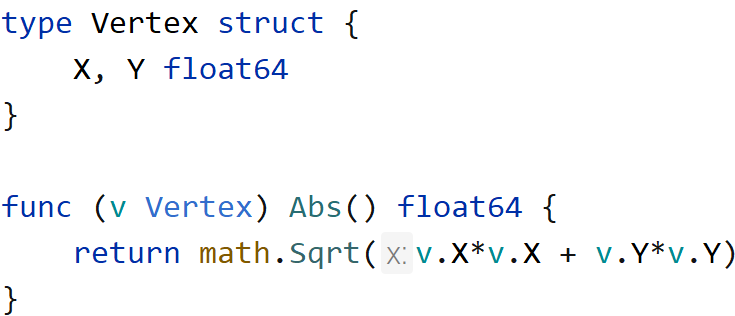 type Vertex struct {
    X, Y float64
}

func (v Vertex) Abs() float64 {
    return math.Sqrt( x: v.X*v.X + v.Y*v.Y)
}